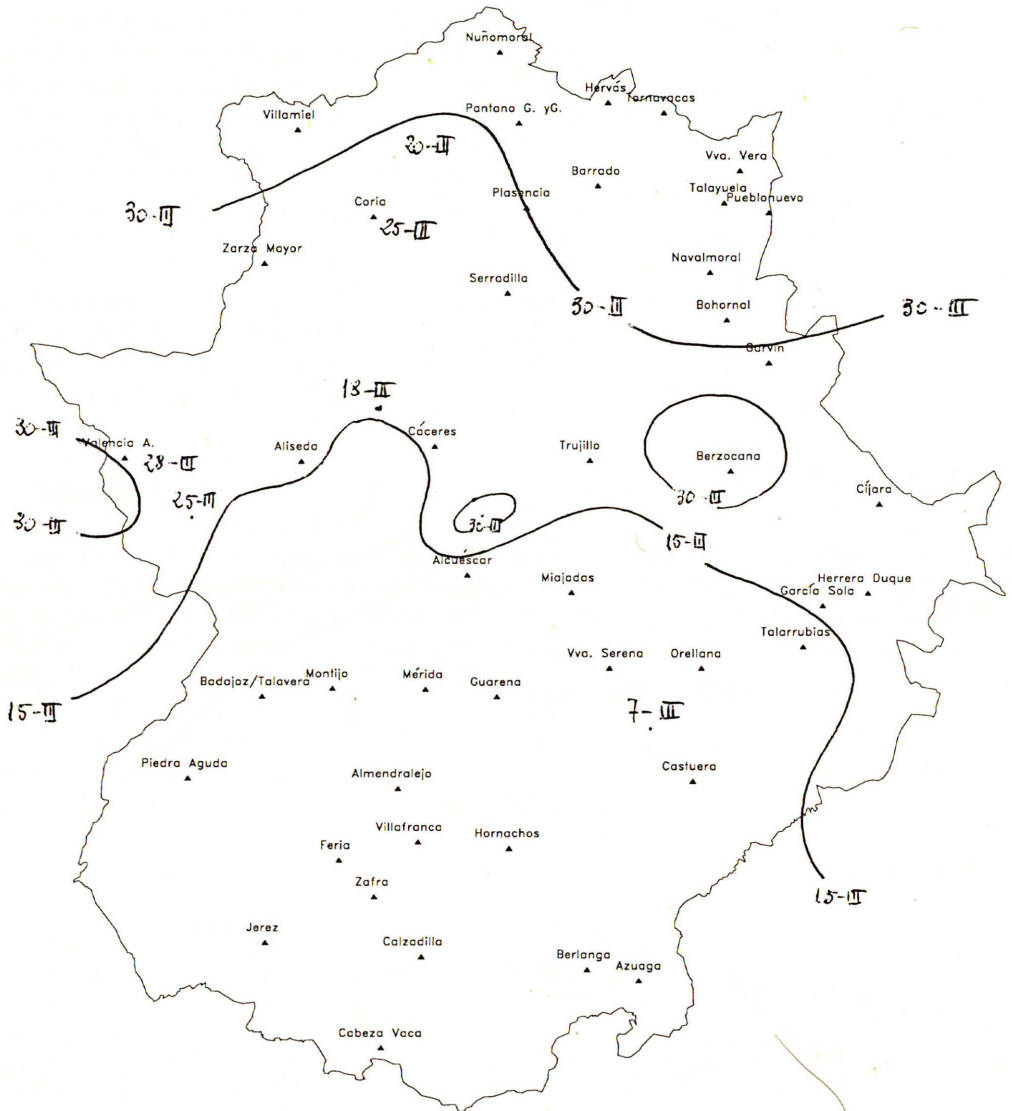 Nuñomoral
Hervás
Tornavacas
Villamiel
Pantano G. yG.
30-III
Vva. Vera
Barrado
Talayuela
Plasencia
Coria
Pueblonuevo
30-III
25-III
Zarza Mayor
Navalmoral
Serradilla
Bohornal
30-III
30-III
Garvin
18-III
30-III
Valencia A.
Cáceres
Aliseda
Trujillo
Berzocana
28-III
25-III
30-III
Cíjara
30-III
30-III
15-III
Alcuéscar
Miajadas
Herrera Duque
García Sola
Talarrubias
Vva. Serena
Orellana
Badajoz/Talavera
Montijo
Mérida
Guarena
15-III
7-III
Piedra Aguda
Castuera
Almendralejo
Villafranca
Hornachos
Feria
Zafra
15-III
Jerez
Calzadilla
Berlanga
Azuaga
Cabeza Vaca